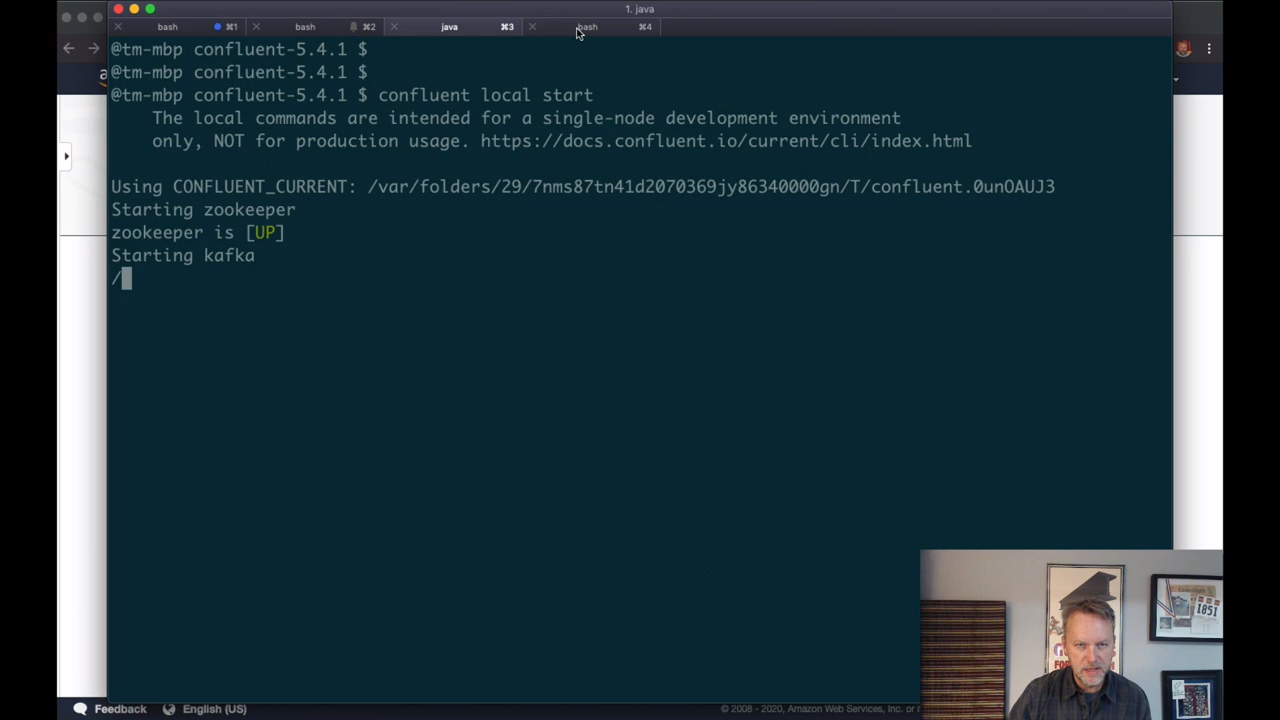 1. java
bash ⌘1
bash ⌘2
java ⌘3
bash ⌘4
@tm-mbp confluent-5.4.1 $
@tm-mbp confluent-5.4.1 $
@tm-mbp confluent-5.4.1 $ confluent local start
The local commands are intended for a single-node development environment
only, NOT for production usage. https://docs.confluent.io/current/cli/index.html
Using CONFLUENT_CURRENT: /var/folders/29/7nms87tn41d2070369jy86340000gn/T/confluent.0unOAUJ3
Starting zookeeper
zookeeper is [UP]
Starting kafka
/
1851
Feedback English (US)
© 2008 - 2020, Amazon Web Services, Inc. or